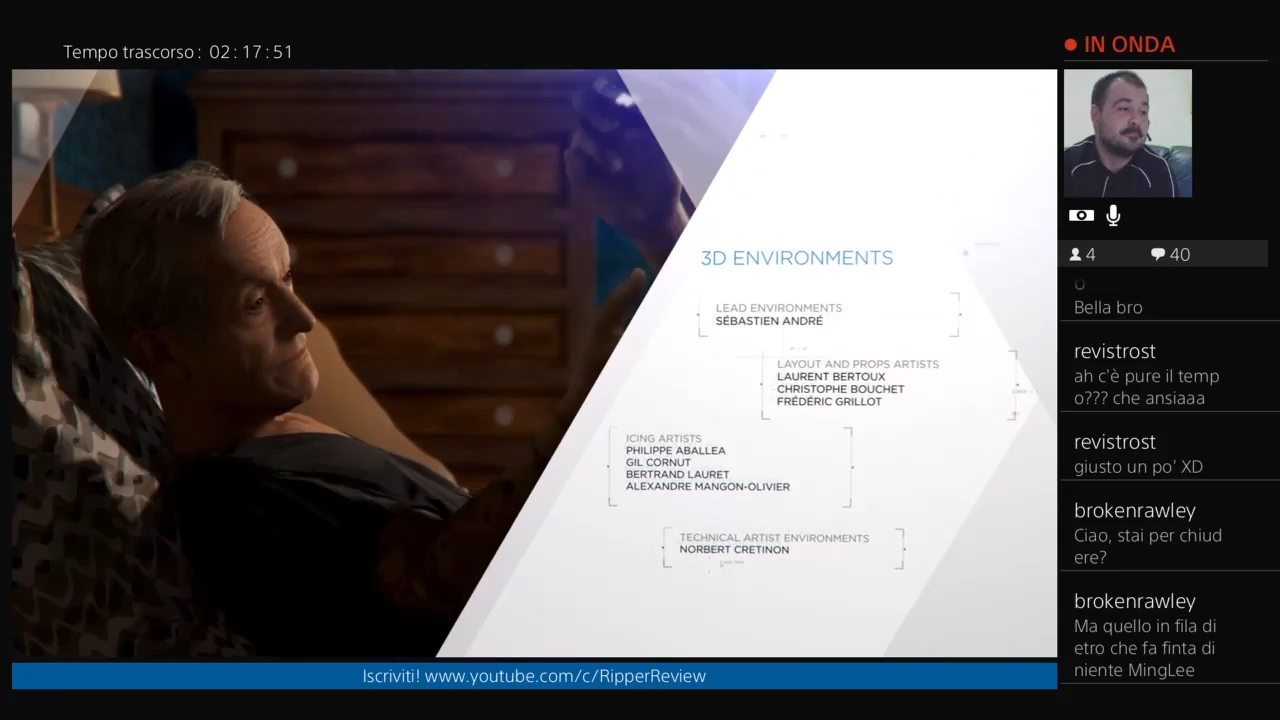 Tempo trascorso: 02:17:51
IN ONDA
3D ENVIRONMENTS
LEAD ENVIRONMENTS
SÉBASTIEN ANDRÉ
LAYOUT AND PROPS ARTISTS
LAURENT BERTOUX
CHRISTOPHE BOUCHET
FRÉDÉRIC GRILLOT
ICING ARTISTS
PHILIPPE ABALLEA
GIL CORNUT
BERTRAND LAURET
ALEXANDRE MANGON-OLIVIER
TECHNICAL ARTIST ENVIRONMENTS
NORBERT CRETINON
Iscriviti! www.youtube.com/c/RipperReview
4
40
o
Bella bro
revistrost
ah c'è pure il temp
o??? che ansiaaa
revistrost
giusto un po' XD
brokenrawley
Ciao, stai per chiud
ere?
brokenrawley
Ma quello in fila di
etro che fa finta di
niente MingLee